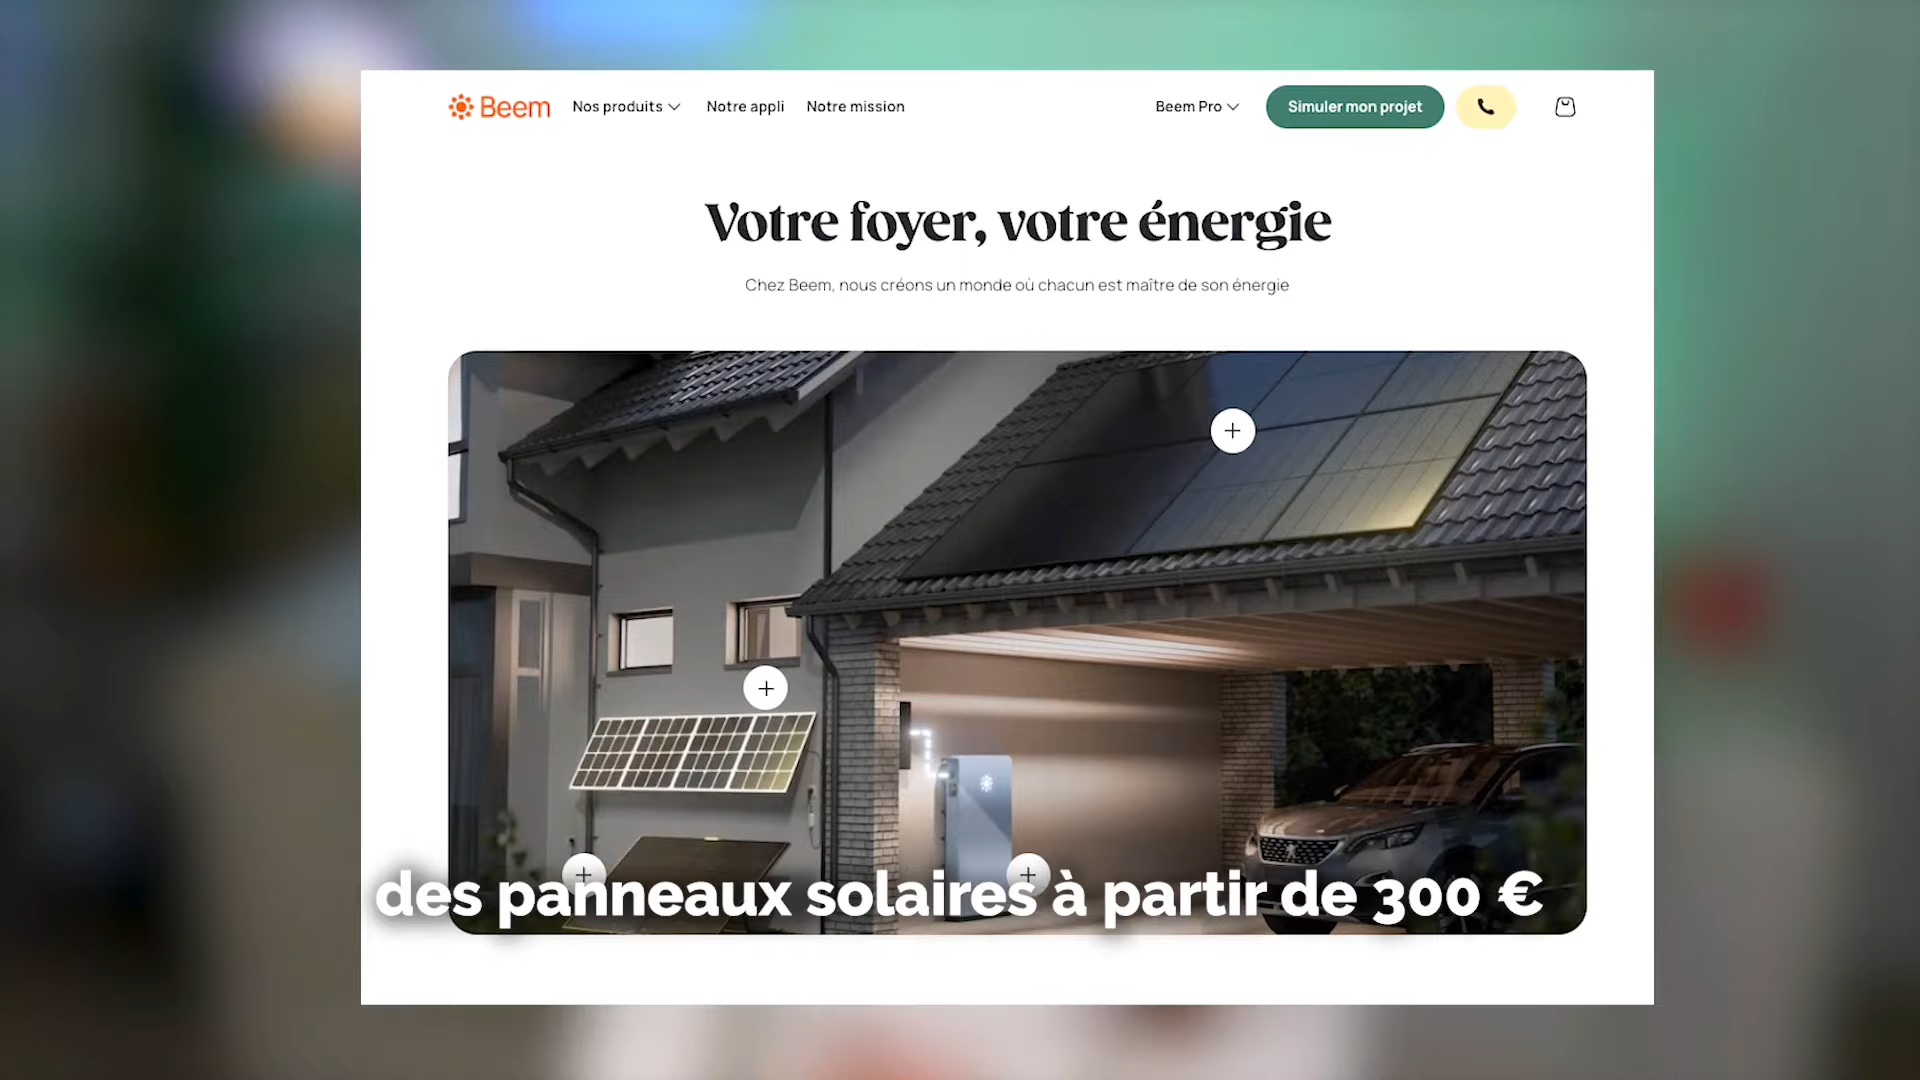 Beem
Nos produits
Notre appli
Notre mission
Beem Pro
Simuler mon projet
Votre foyer, votre énergie
Chez Beem, nous créons un monde où chacun est maître de son énergie
des panneaux solaires à partir de 300 €